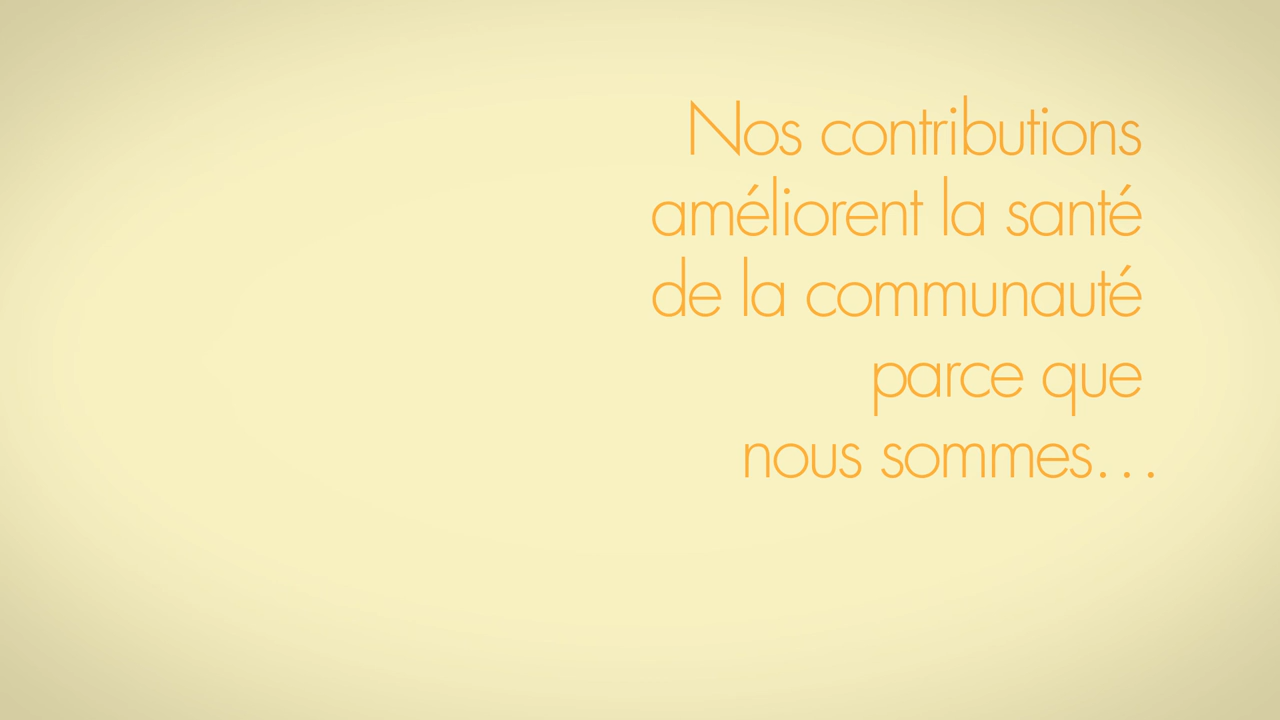 Nos contributions
améliorent la santé
de la communauté
parce que
nous sommes…